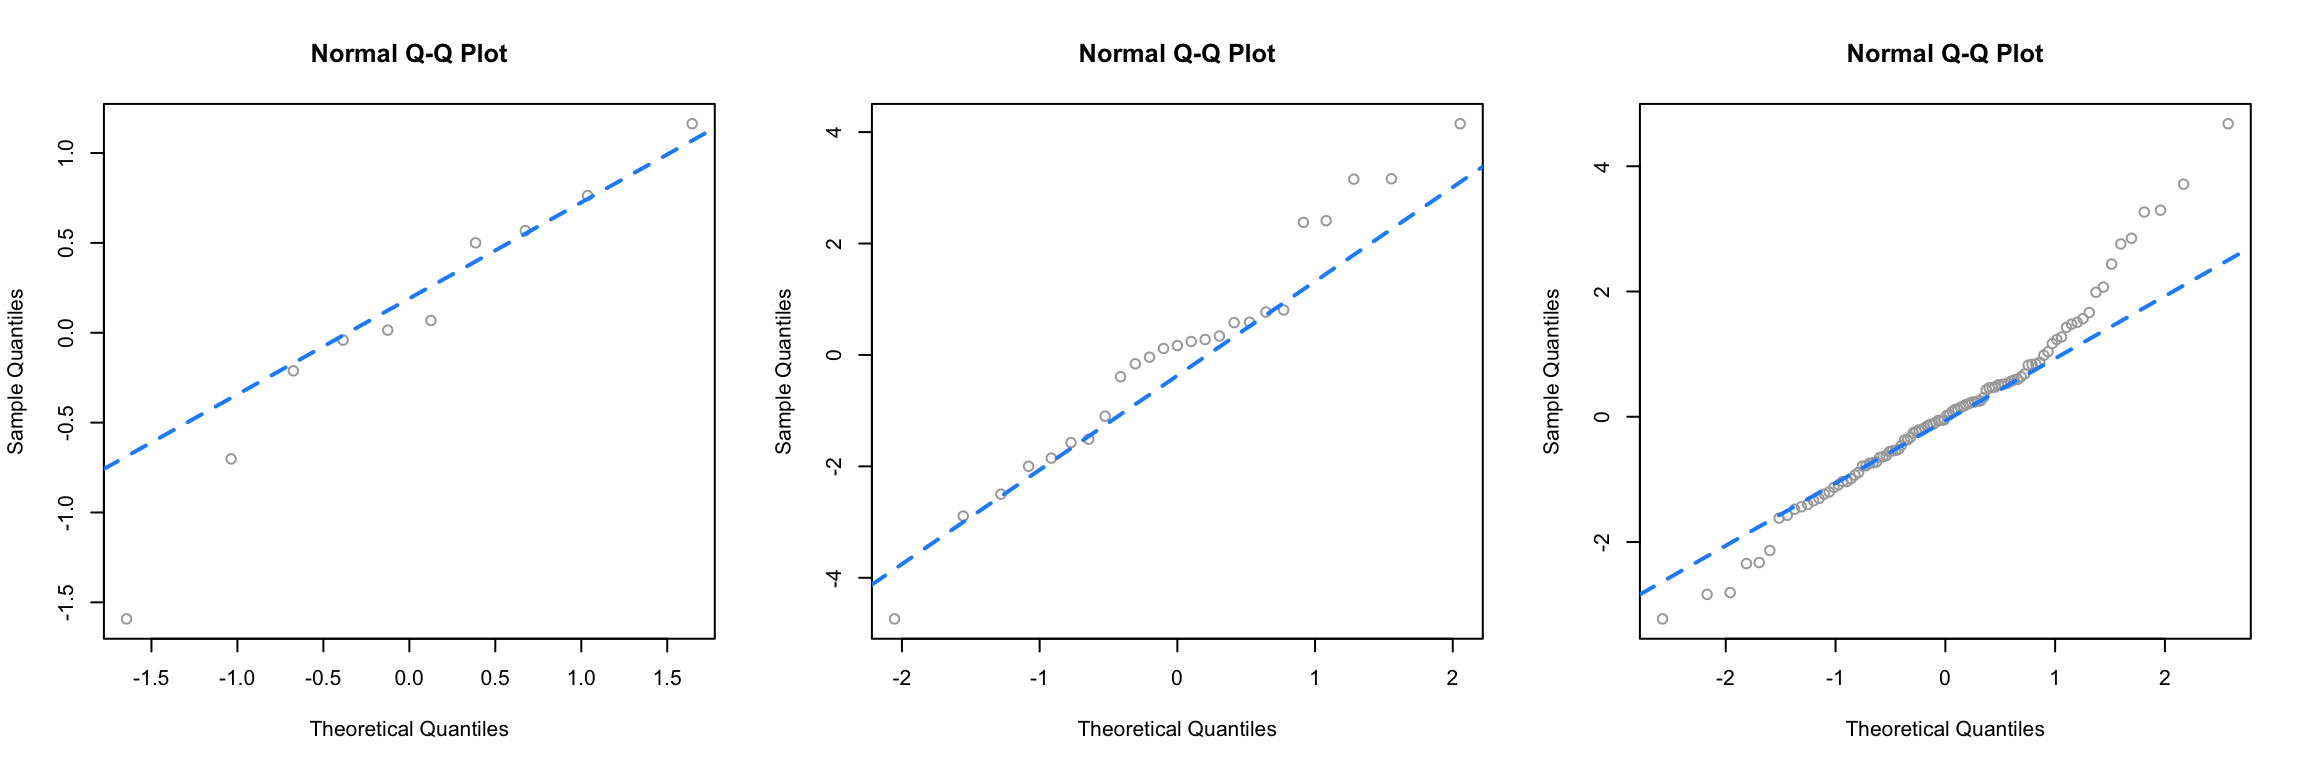 Normal Q-Q Plot
Sample Quantiles
1.0
0.5
0.0
-0.5
-1.0
-1.5
-1.5 -1.0 -0.5 0.0 0.5 1.0 1.5
Theoretical Quantiles
Normal Q-Q Plot
Sample Quantiles
4
2
0
-2
-4
-2 -1 0 1 2
Theoretical Quantiles
Normal Q-Q Plot
Sample Quantiles
4
2
0
-2
-2 -1 0 1 2
Theoretical Quantiles